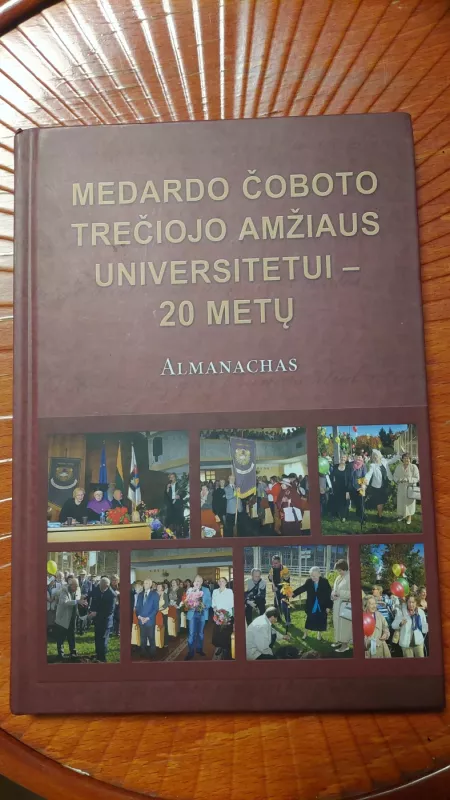 MEDARDO ČOBOTO
TREČIOJO AMŽIAUS
UNIVERSITETUI –
20 METŲ
ALMANACHAS